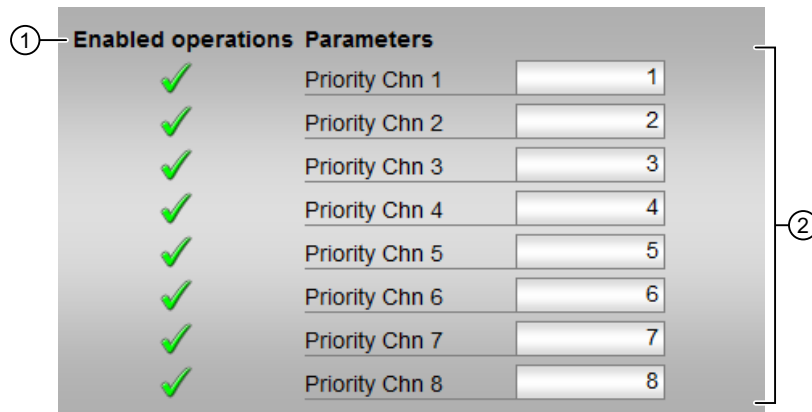 ① Enabled operations Parameters
Priority Chn 1 1
Priority Chn 2 2
Priority Chn 3 3
Priority Chn 4 4
Priority Chn 5 5
②
Priority Chn 6 6
Priority Chn 7 7
Priority Chn 8 8